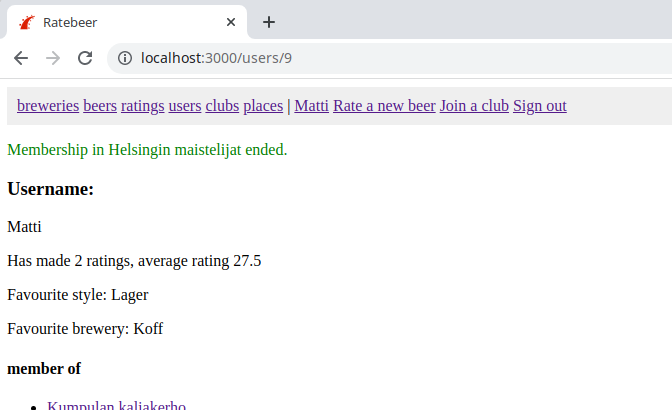 Ratebeer
localhost:3000/users/9
breweries beers ratings users clubs places | Matti Rate a new beer Join a club Sign out
Membership in Helsingin maistelijat ended.
Username:
Matti
Has made 2 ratings, average rating 27.5
Favourite style: Lager
Favourite brewery: Koff
member of
Kumpulan kaljakerho